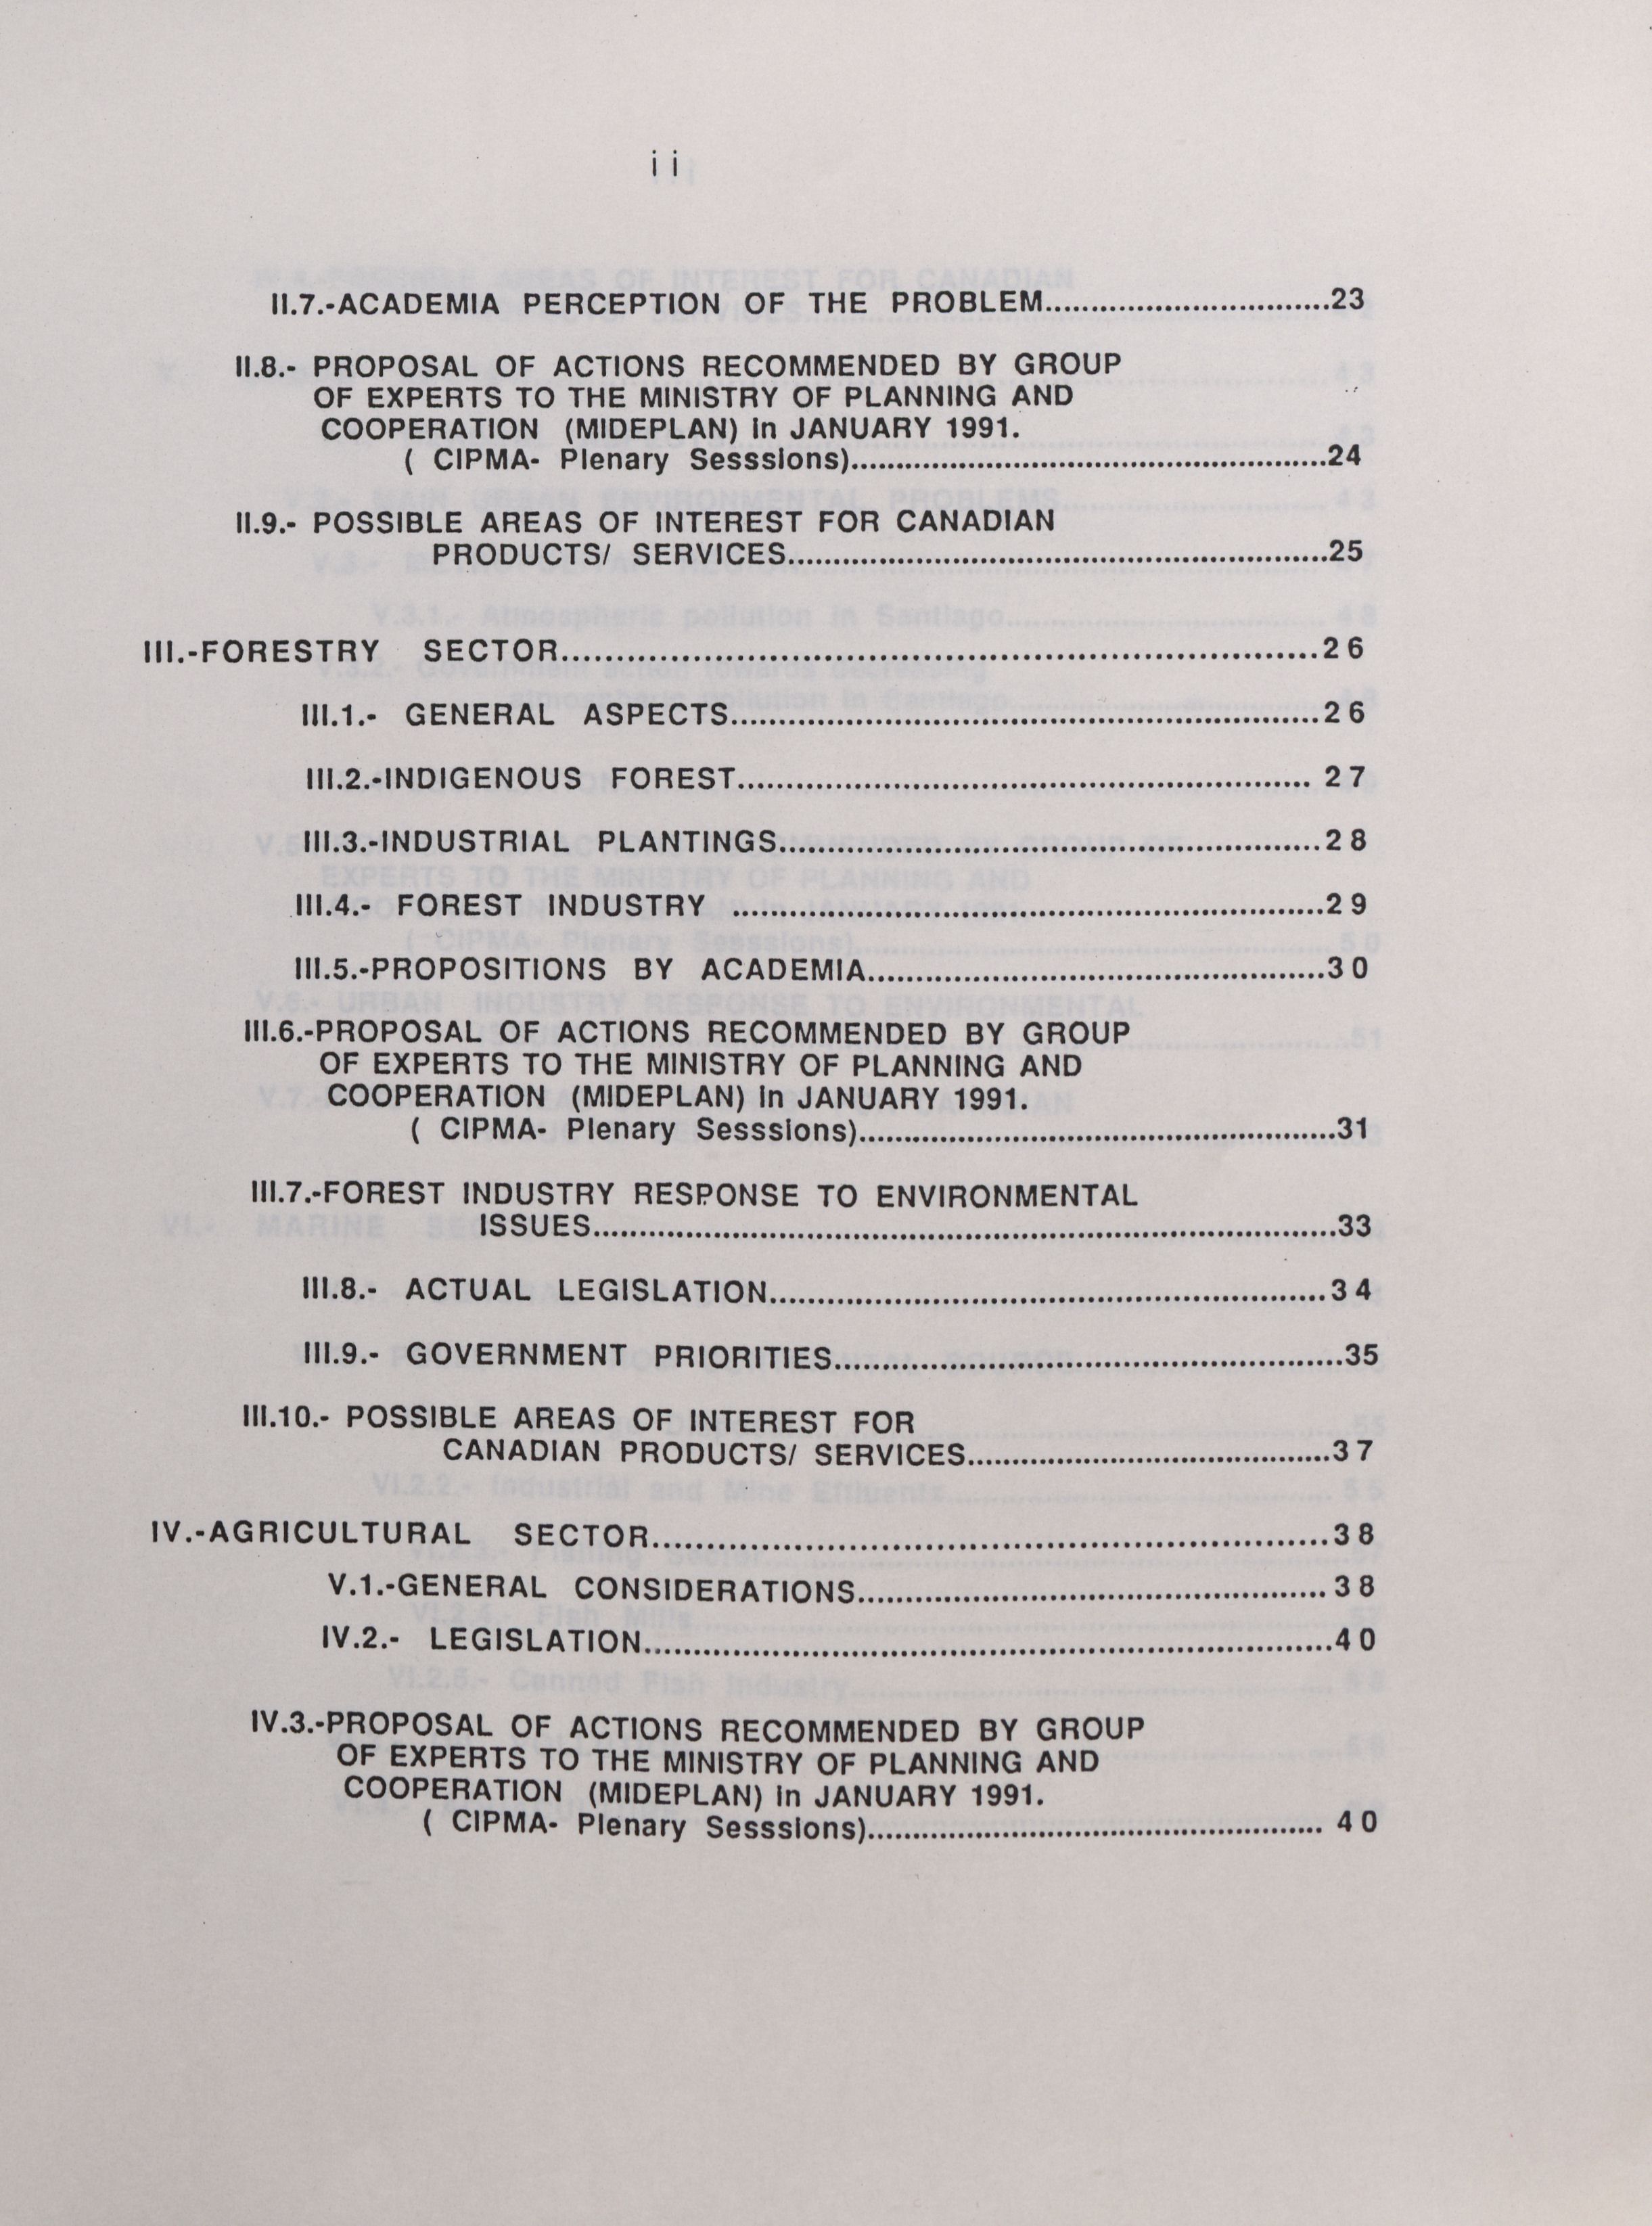 ii
II.7.-ACADEMIA PERCEPTION OF THE PROBLEM...............................23
II.8.- PROPOSAL OF ACTIONS RECOMMENDED BY GROUP
OF EXPERTS TO THE MINISTRY OF PLANNING AND
COOPERATION (MIDEPLAN) in JANUARY 1991.
( CIPMA- Plenary Sesssions)....................................................24
II.9.- POSSIBLE AREAS OF INTEREST FOR CANADIAN
PRODUCTS/ SERVICES...........................................................25
III.-FORESTRY SECTOR...............................................................................26
III.1.- GENERAL ASPECTS.............................................................26
III.2.-INDIGENOUS FOREST............................................................ 27
III.3.-INDUSTRIAL PLANTINGS........................................................28
III.4.- FOREST INDUSTRY .............................................................29
III.5.-PROPOSITIONS BY ACADEMIA...............................................30
III.6.-PROPOSAL OF ACTIONS RECOMMENDED BY GROUP
OF EXPERTS TO THE MINISTRY OF PLANNING AND
COOPERATION (MIDEPLAN) in JANUARY 1991.
( CIPMA- Plenary Sesssions)....................................................31
III.7.-FOREST INDUSTRY RESPONSE TO ENVIRONMENTAL
ISSUES.................................................................................33
III.8.- ACTUAL LEGISLATION..........................................................34
III.9.- GOVERNMENT PRIORITIES.......................................................35
III.10.- POSSIBLE AREAS OF INTEREST FOR
CANADIAN PRODUCTS/ SERVICES.......................................37
IV.-AGRICULTURAL SECTOR......................................................................38
V.1.-GENERAL CONSIDERATIONS................................................. 38
IV.2.- LEGISLATION.......................................................................40
IV.3.-PROPOSAL OF ACTIONS RECOMMENDED BY GROUP
OF EXPERTS TO THE MINISTRY OF PLANNING AND
COOPERATION (MIDEPLAN) in JANUARY 1991.
( CIPMA- Plenary Sesssions)................................................. 40